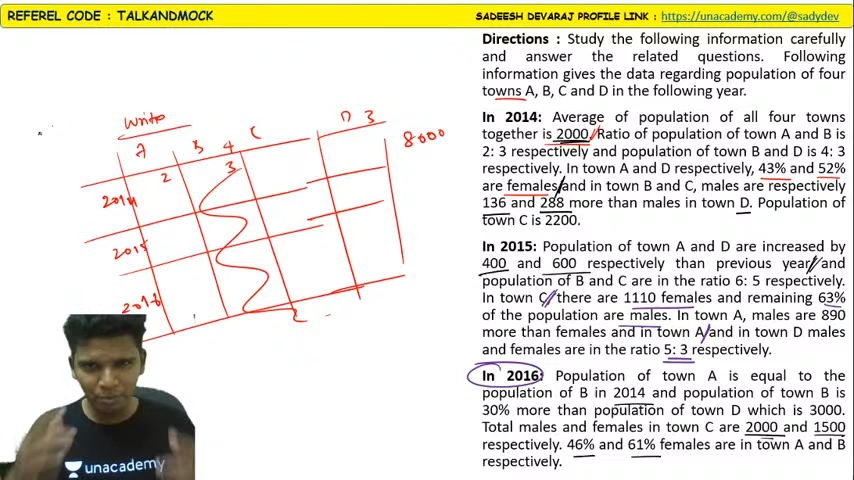 REFEREL CODE : TALKANDMOCK
SADEESH DEVARAJ PROFILE LINK : https://unacademy.com/@sadydev
Directions : Study the following information carefully
and answer the related questions. Following
information gives the data regarding population of four
towns A, B, C and D in the following year.
In 2014: Average of population of all four towns
together is 2000. Ratio of population of town A and B is
2: 3 respectively and population of town B and D is 4: 3
respectively. In town A and D respectively, 43% and 52%
are females and in town B and C, males are respectively
136 and 288 more than males in town D. Population of
town C is 2200.
In 2015: Population of town A and D are increased by
400 and 600 respectively than previous year and
population of B and C are in the ratio 6: 5 respectively.
In town C, there are 1110 females and remaining 63%
of the population are males. In town A, males are 890
more than females and in town A and in town D males
and females are in the ratio 5: 3 respectively.
In 2016: Population of town A is equal to the
population of B in 2014 and population of town B is
30% more than population of town D which is 3000.
Total males and females in town C are 2000 and 1500
respectively. 46% and 61% females are in town A and B
respectively.
Write
A B 4 C D 3
8000
2 3
2014
2015
2016
unacademy